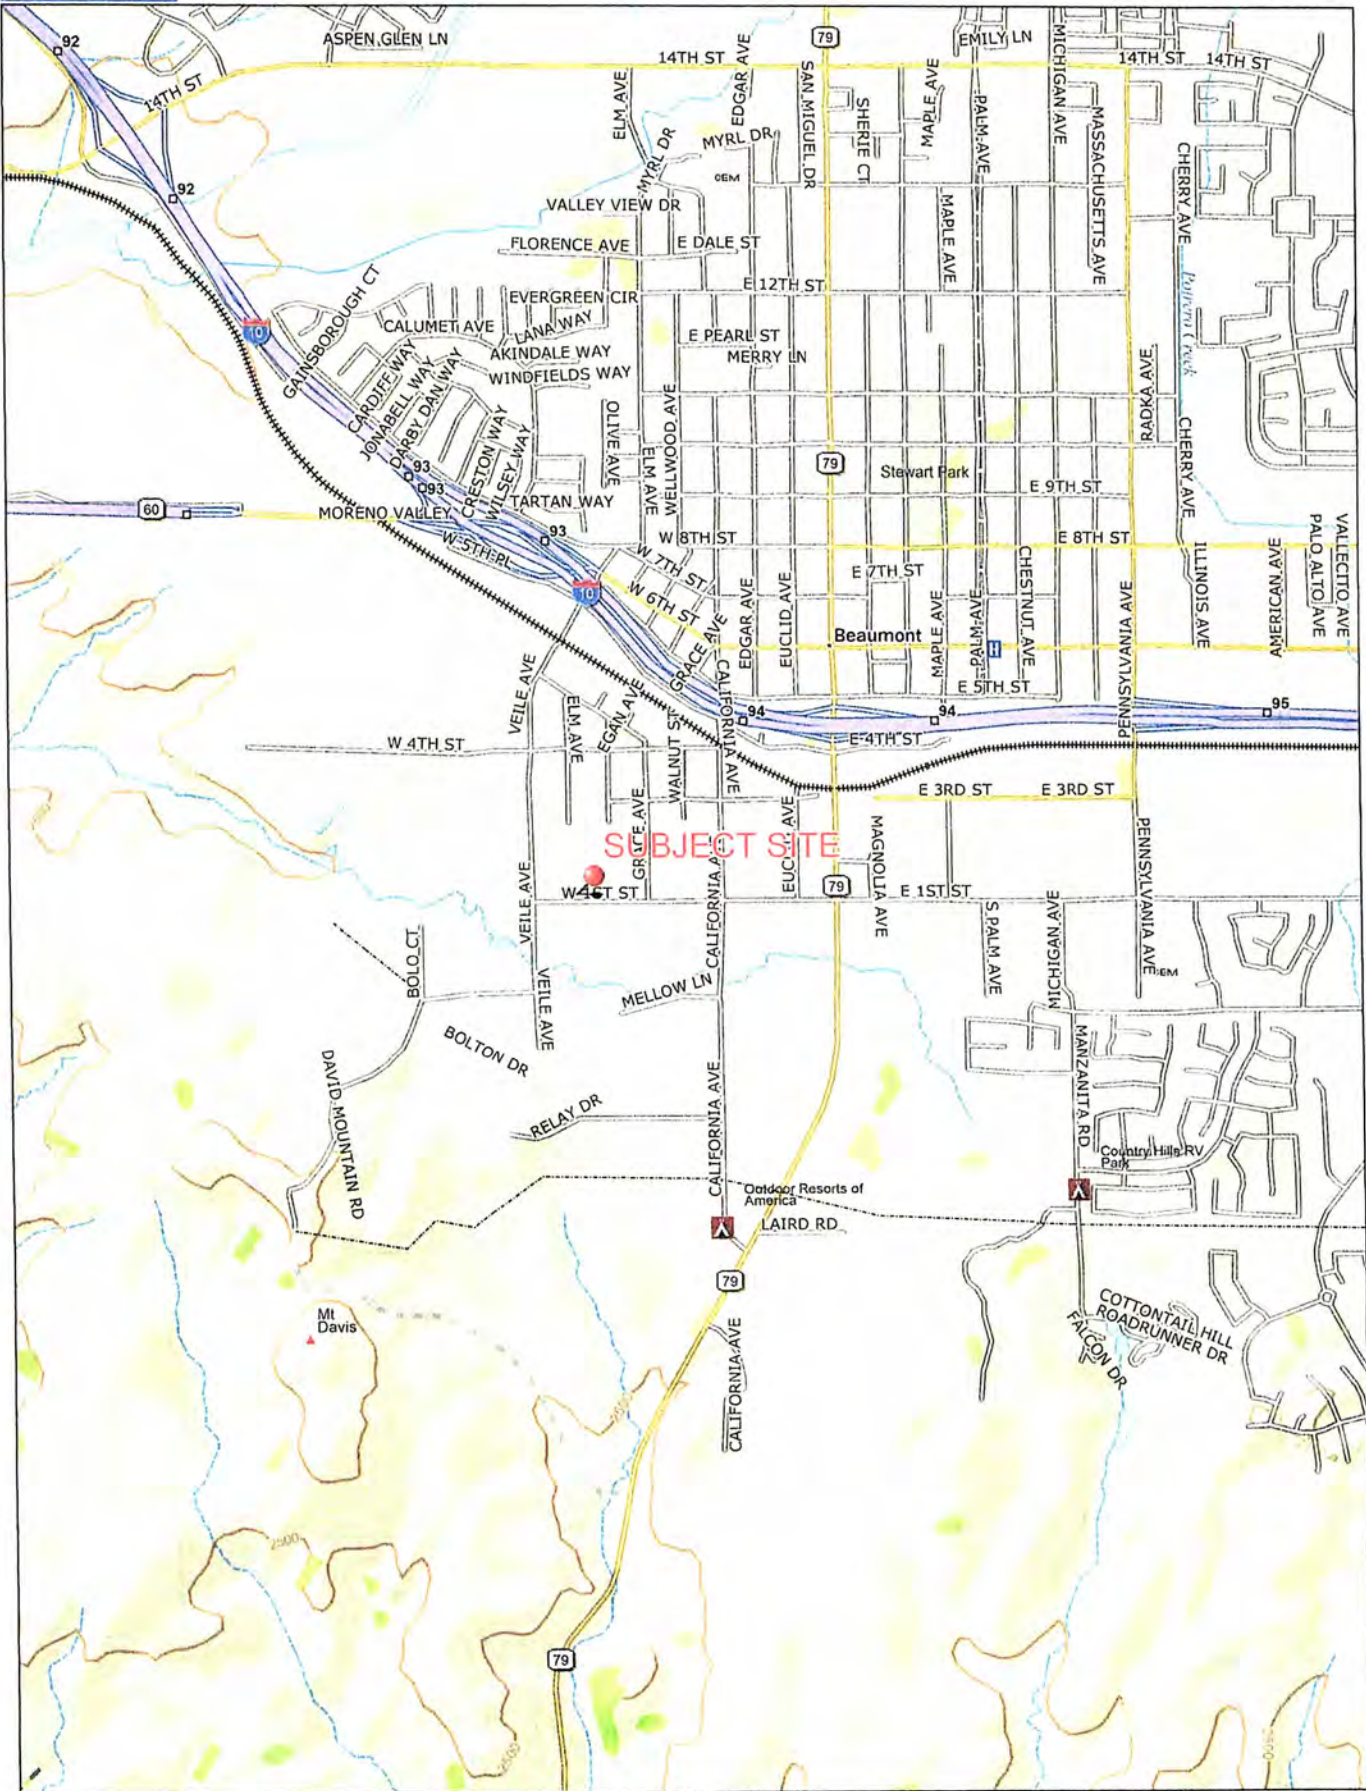 92
ASPEN GLEN LN
79
EMILY LN
14TH ST
14TH ST
14TH ST
14TH ST
EDGAR AVE
MICHIGAN AVE
ELM AVE
SAN MIGUEL DR
SHERIE CT
MAPLE AVE
PALM AVE
MASSACHUSETTS AVE
MYRL DR
MYRL DR
CEM
CHERRY AVE
92
VALLEY VIEW DR
MAPLE AVE
FLORENCE AVE
E DALE ST
E 12TH ST
GAINSBOROUGH CT
EVERGREEN CIR
10
CALUMET AVE
LANA WAY
E PEARL ST
MERRY LN
AKINDALE WAY
WINDFIELDS WAY
CARDIFF WAY
JONABELL WAY
DARBY DAN WAY
CRESTON WAY
WILSEY WAY
OLIVE AVE
ELM AVE
WELLWOOD AVE
RAOKA AVE
CHERRY AVE
93
93
79
Stewart Park
E 9TH ST
TARTAN WAY
60
MORENO VALLEY
93
W 5TH PL
W 8TH ST
E 8TH ST
W 7TH ST
E 7TH ST
10
W 6TH ST
EDGAR AVE
EUCLID AVE
MAPLE AVE
PALM AVE
CHESTNUT AVE
PENNSYLVANIA AVE
ILLINOIS AVE
AMERICAN AVE
PALO ALTO AVE
VALLECITO AVE
Beaumont
H
GRACE AVE
VEILE AVE
ELM AVE
EGAN AVE
WALNUT ST
CALIFORNIA AVE
E 5TH ST
94
94
95
W 4TH ST
E 4TH ST
E 3RD ST
E 3RD ST
GRACE AVE
EUCLID AVE
MAGNOLIA AVE
PENNSYLVANIA AVE
SUBJECT SITE
79
VEILE AVE
W 1ST ST
E 1ST ST
CALIFORNIA AVE
S PALM AVE
MICHIGAN AVE
CEM
BOLO CT
VEILE AVE
MELLOW LN
BOLTON DR
DAVID MOUNTAIN RD
RELAY DR
CALIFORNIA AVE
MANZANITA RD
Country Hills RV
Park
Outdoor Resorts of
America
LAIRD RD
79
Mt
Davis
CALIFORNIA AVE
COTTONTAIL HILL
ROADRUNNER DR
FALCON DR
2600
2500
79
2500